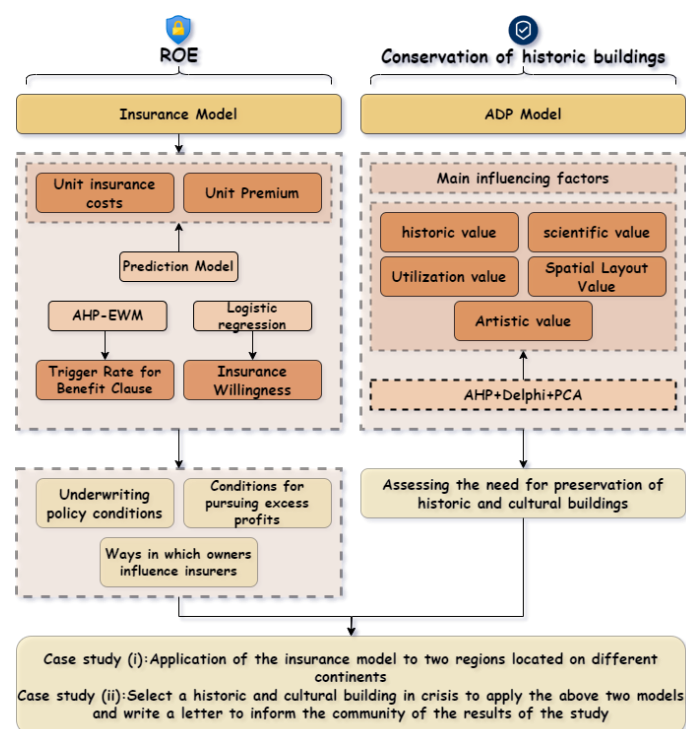 ROE
Insurance Model
Unit insurance
costs
Unit Premium
Prediction Model
AHP-EWM
Logistic
regression
Trigger Rate for
Benefit Clause
Insurance
Willingness
Underwriting
policy conditions
Conditions for
pursuing excess
profits
Ways in which owners
influence insurers
Conservation of historic buildings
ADP Model
Main influencing factors
historic value
scientific value
Utilization value
Spatial Layout
Value
Artistic value
AHP+Delphi+PCA
Assessing the need for preservation of
historic and cultural buildings
Case study (i):Application of the insurance model to two regions located on different
continents
Case study (ii):Select a historic and cultural building in crisis to apply the above two models
and write a letter to inform the community of the results of the study